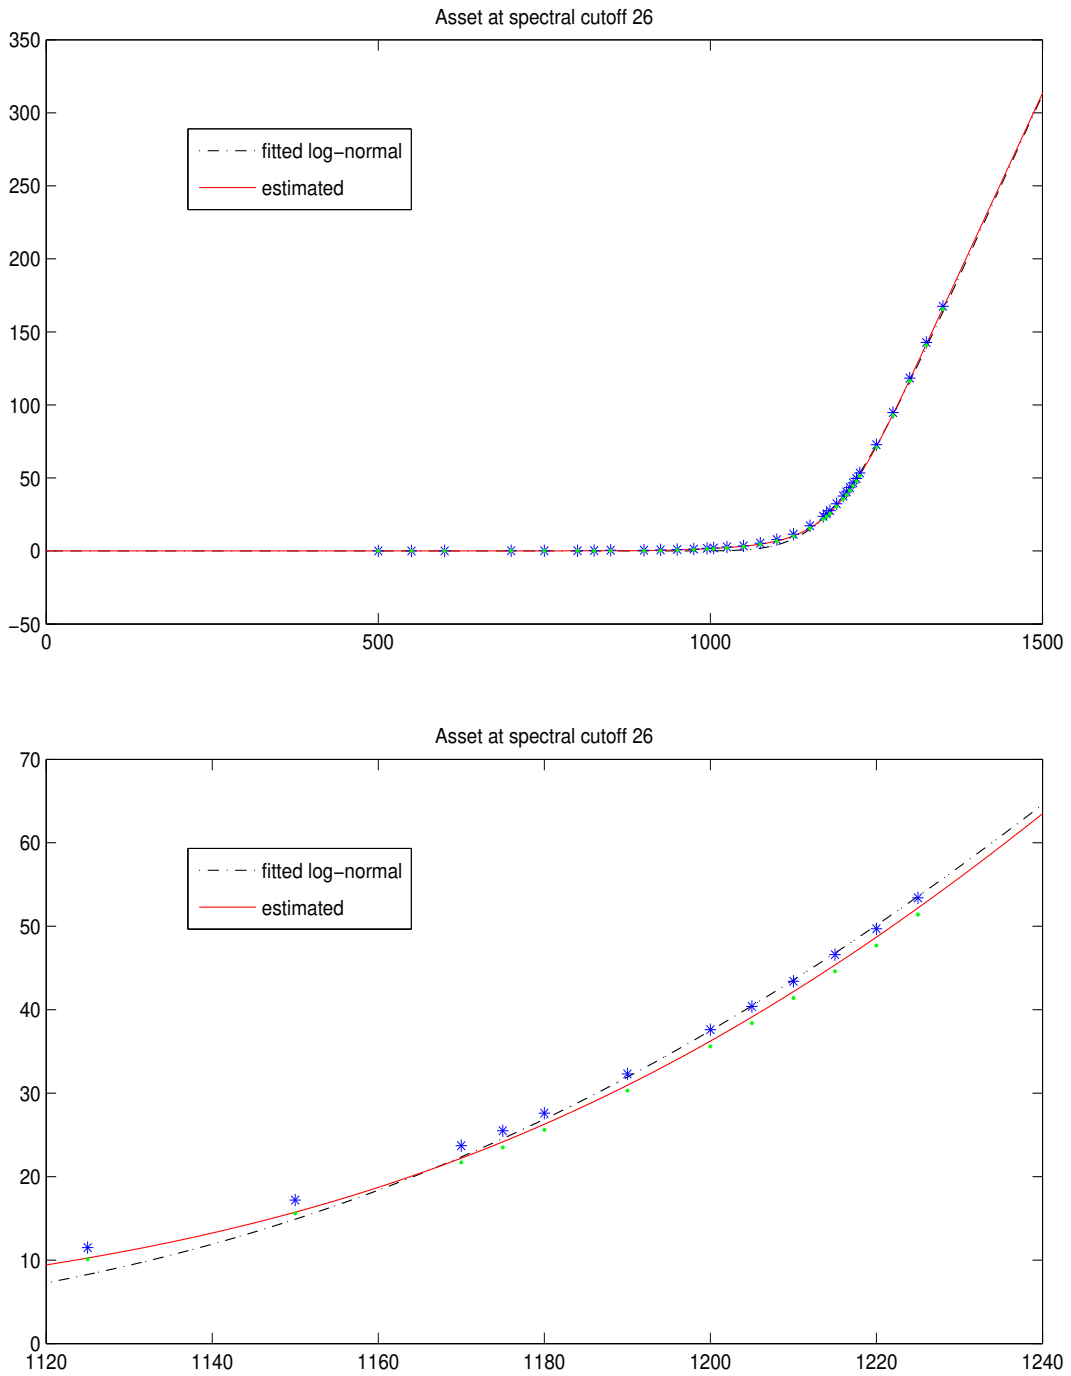 Asset at spectral cutoff 26
350
300
250
200
150
100
50
0
−50
0 500 1000 1500
fitted log−normal
estimated
Asset at spectral cutoff 26
70
60
50
40
30
20
10
0
1120 1140 1160 1180 1200 1220 1240
fitted log−normal
estimated